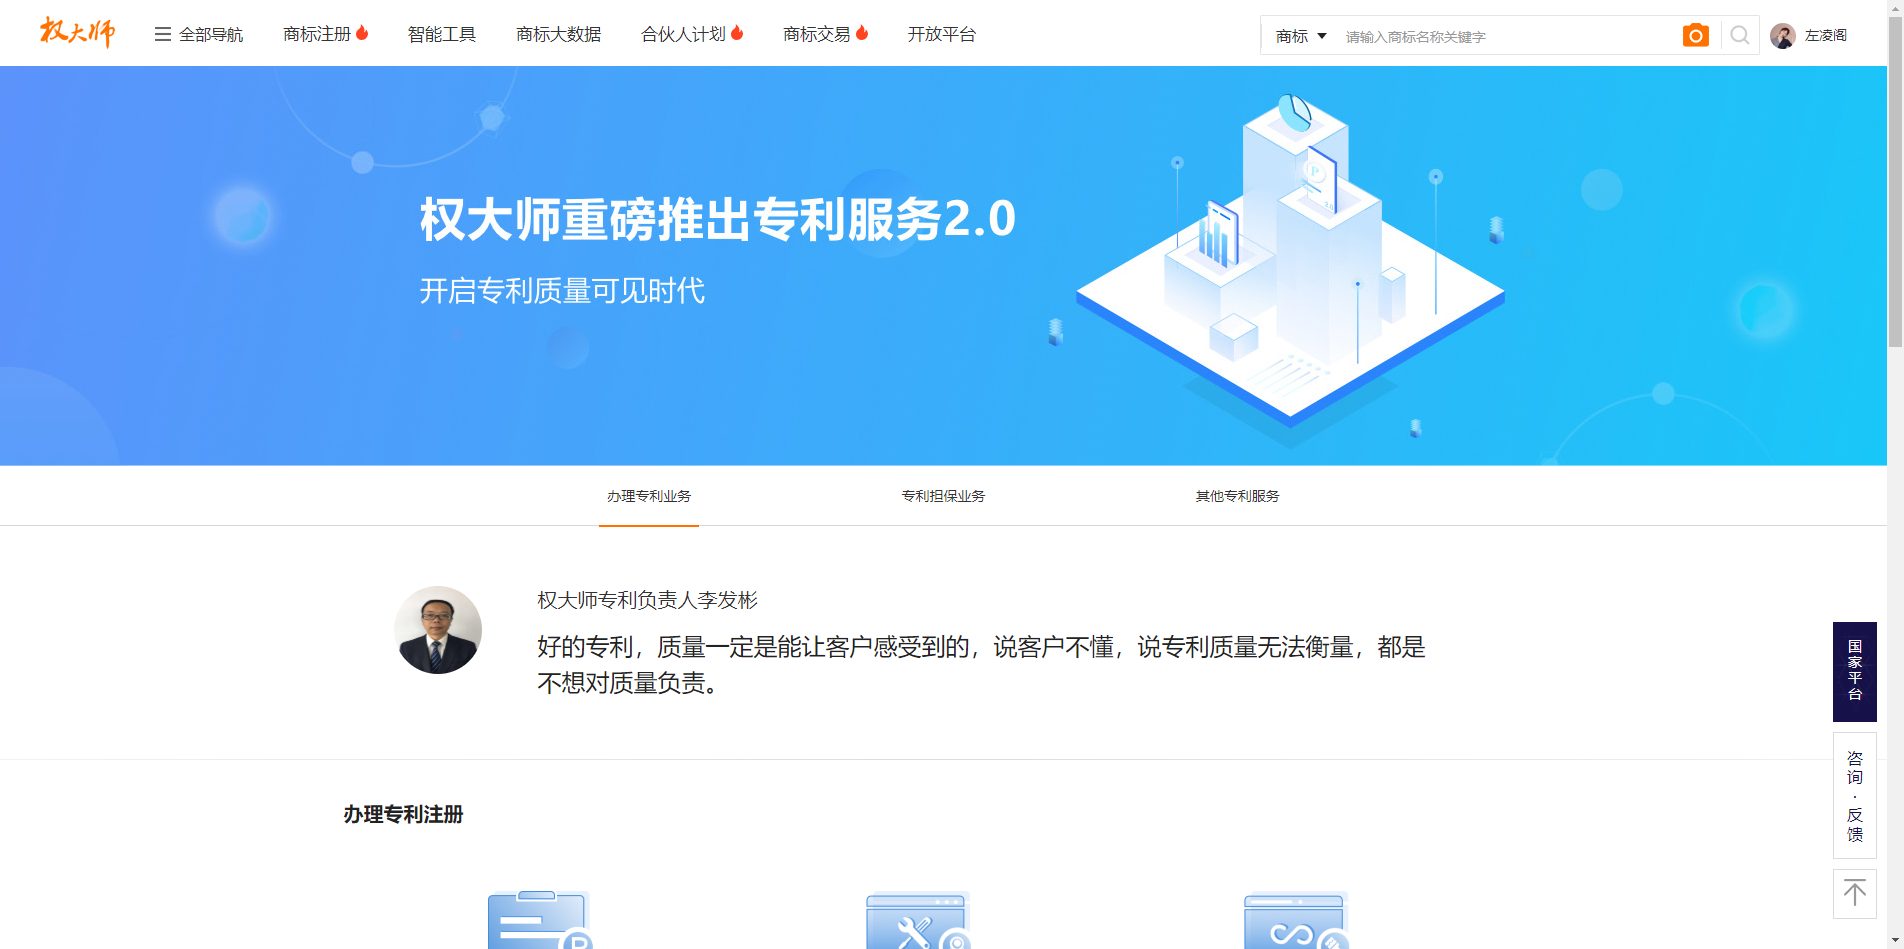 权大师
全部导航
商标注册
智能工具
商标大数据
合伙人计划
商标交易
开放平台
商标
请输入商标名称关键字
左凌阁
权大师重磅推出专利服务2.0
开启专利质量可见时代
办理专利业务
专利担保业务
其他专利服务
权大师专利负责人李发彬
好的专利，质量一定是能让客户感受到的，说客户不懂，说专利质量无法衡量，都是
不想对质量负责。
国家平台
咨询·反馈
办理专利注册
P
R